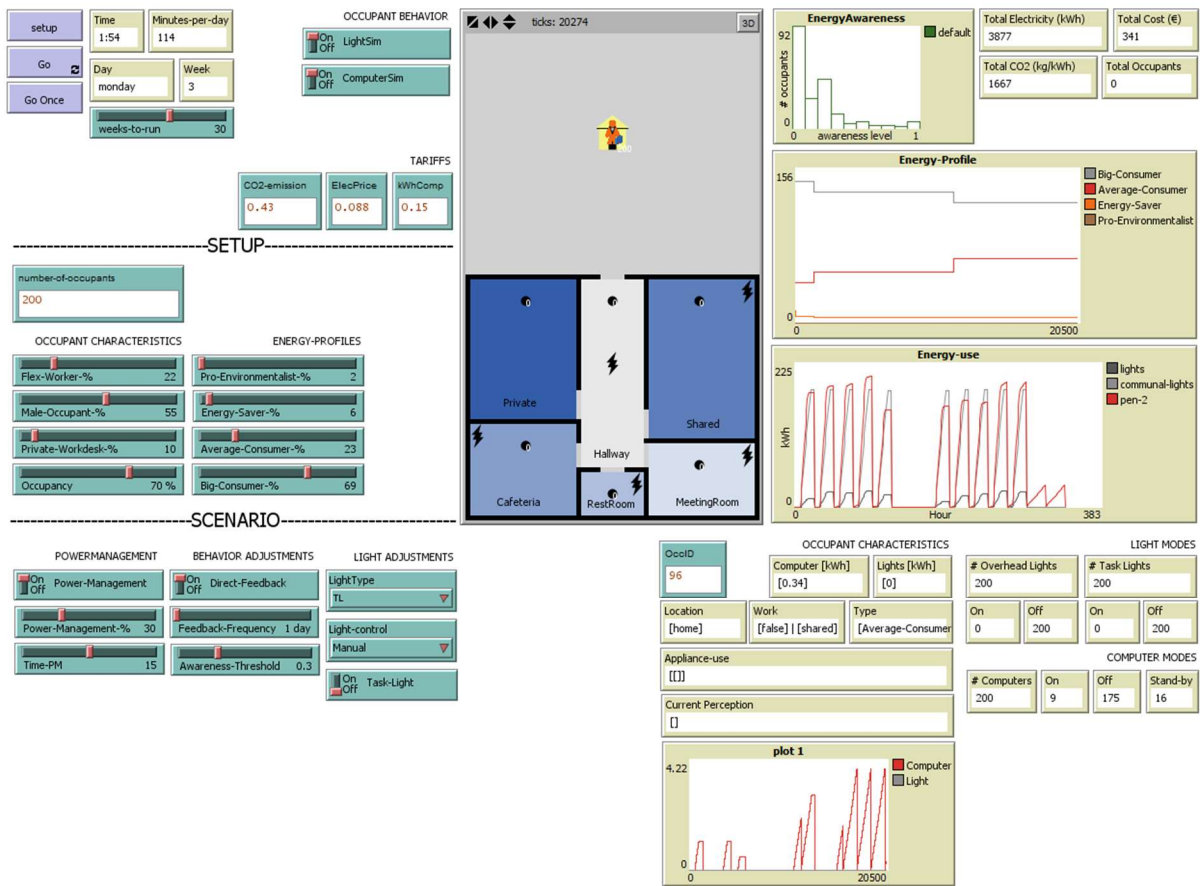 setup
Go
Go Once
Time
1:54
Minutes-per-day
114
Day
monday
Week
3
weeks-to-run 30
OCCUPANT BEHAVIOR
On
Off
LightSim
On
Off
ComputerSim
TARIFFS
CO2-emission
0.43
ElecPrice
0.088
kWhComp
0.15
SETUP
number-of-occupants
200
OCCUPANT CHARACTERISTICS
Flex-Worker-% 22
Male-Occupant-% 55
Private-Workdesk-% 10
Occupancy 70 %
ENERGY-PROFILES
Pro-Environmentalist-% 2
Energy-Saver-% 6
Average-Consumer-% 23
Big-Consumer-% 69
SCENARIO
POWERMANAGEMENT
On
Off
Power-Management
Power-Management-% 30
Time-PM 15
BEHAVIOR ADJUSTMENTS
On
Off
Direct-Feedback
Feedback-Frequency 1 day
Awareness-Threshold 0.3
LIGHT ADJUSTMENTS
LightType
TL
Light-control
Manual
On
Off
Task-Light
ticks: 20274
3D
Private
Shared
Hallway
Cafeteria
RestRoom
MeetingRoom
0
0
0
0
0
EnergyAwareness
92
# occupants
0
0
awareness level
1
default
Total Electricity (kWh)
3877
Total Cost (€)
341
Total CO2 (kg/kWh)
1667
Total Occupants
0
Energy-Profile
156
0
0
20500
Big-Consumer
Average-Consumer
Energy-Saver
Pro-Environmentalist
Energy-use
225
kWh
0
0
Hour
383
lights
communal-lights
pen-2
OccID
96
OCCUPANT CHARACTERISTICS
Computer [kWh]
[0.34]
Lights [kWh]
[0]
Location
[home]
Work
[false] | [shared]
Type
[Average-Consumer
Appliance-use
[[]]
Current Perception
[]
LIGHT MODES
# Overhead Lights
200
# Task Lights
200
On
0
Off
200
On
0
Off
200
COMPUTER MODES
# Computers
200
On
9
Off
175
Stand-by
16
plot 1
4.22
0
0
20500
Computer
Light